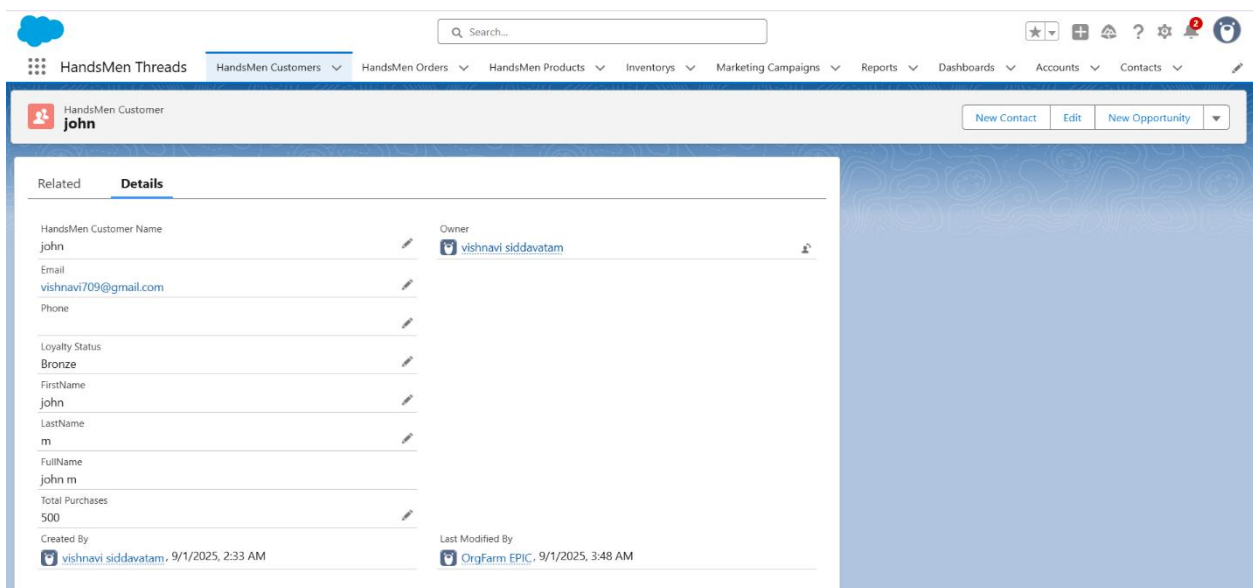 Search...
2
HandsMen Threads HandsMen Customers HandsMen Orders HandsMen Products Inventorys Marketing Campaigns Reports Dashboards Accounts Contacts
HandsMen Customer
john
New Contact Edit New Opportunity
Related Details
HandsMen Customer Name
john
Owner
vishnavi siddavatam
Email
vishnavi709@gmail.com
Phone
Loyalty Status
Bronze
FirstName
john
LastName
m
FullName
john m
Total Purchases
500
Created By
vishnavi siddavatam, 9/1/2025, 2:33 AM
Last Modified By
OrgFarm EPIC, 9/1/2025, 3:48 AM